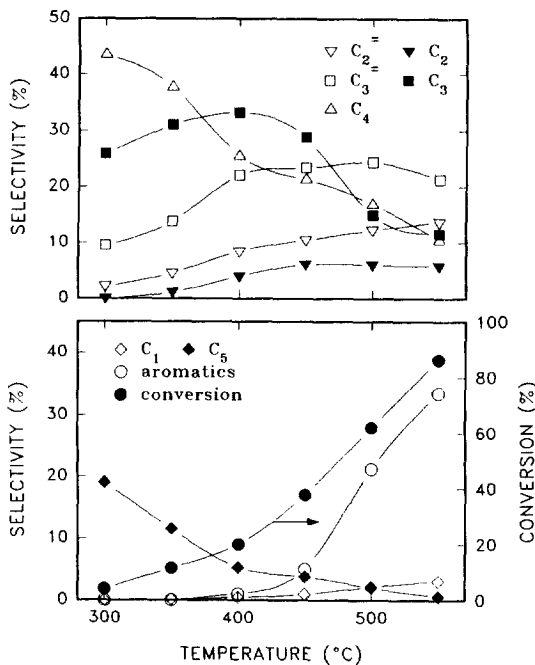 50
40
30
20
10
0
SELECTIVITY (%)
C2= C2
C3= C3
C4
40
30
20
10
0
SELECTIVITY (%)
C1 C5
aromatics
conversion
100
80
60
40
20
0
CONVERSION (%)
300 400 500
TEMPERATURE (°C)